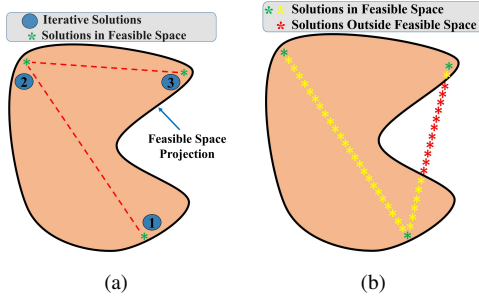 Iterative Solutions
* Solutions in Feasible Space
2
3
Feasible Space
Projection
1
(a)
* * Solutions in Feasible Space
* Solutions Outside Feasible Space
(b)